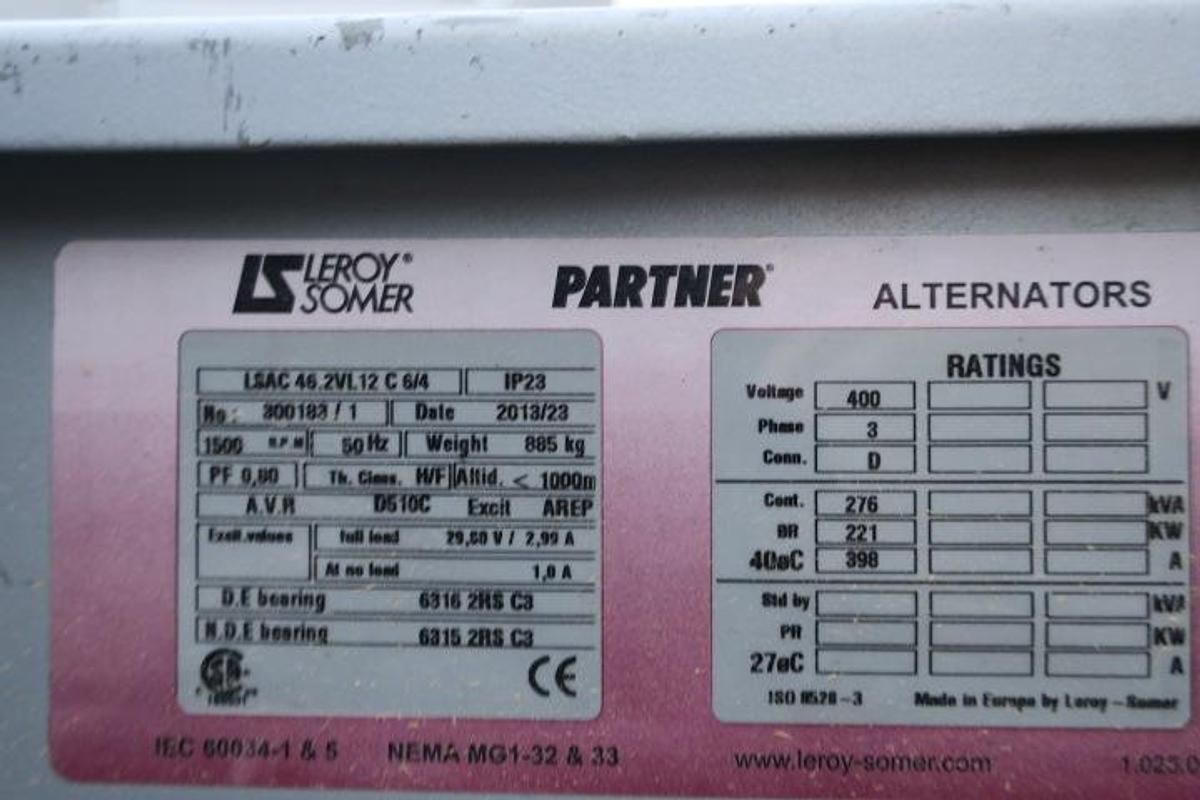 LEROY®
SOMER
PARTNER®
ALTERNATORS
LSAC 46.2VL12 C 6/4 IP23
No : 300183 / 1 Date 2013/23
1500 R.P.M 50 Hz Weight 885 kg
PF 0,80 Th. Class. H/F Altid. < 1000m
A.V.R D510C Excit AREP
Excit.values full load 29,60 V / 2,99 A
At no load 1,0 A
D.E bearing 6316 2RS C3
N.D.E bearing 6315 2RS C3
CE
RATINGS
Voltage 400 V
Phase 3
Conn. D
Cont. 276 kVA
BR 221 KW
40øC 398 A
Std by kVA
PR KW
27øC A
ISO 8528-3 Made in Europe by Leroy - Somer
IEC 60034-1 & 5 NEMA MG1-32 & 33
www.leroy-somer.com